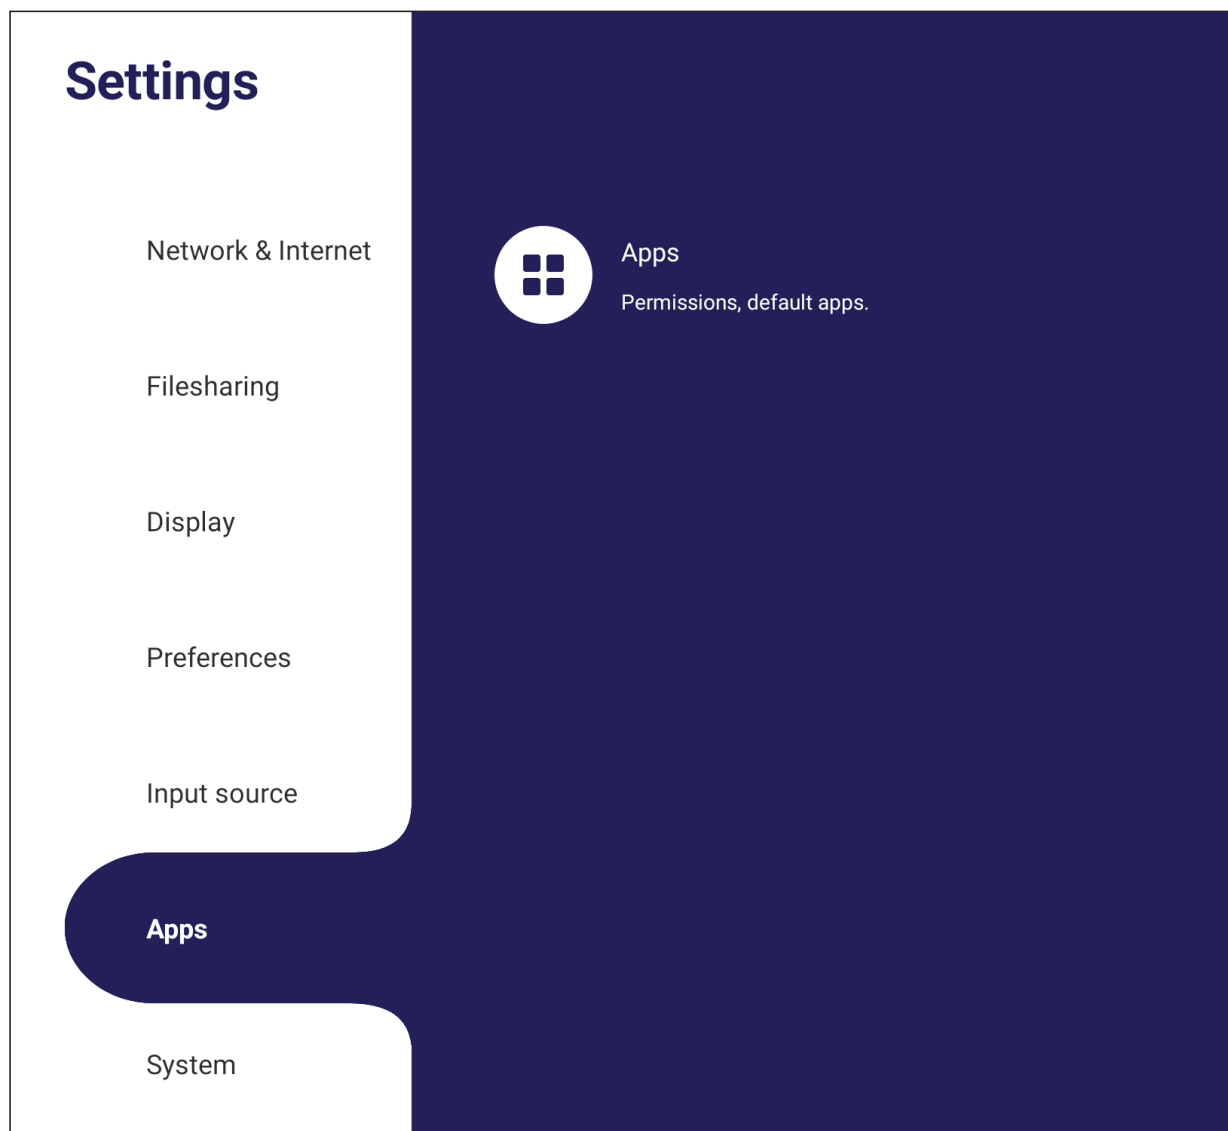 Settings
Network & Internet
Filesharing
Display
Preferences
Input source
Apps
System
Apps
Permissions, default apps.